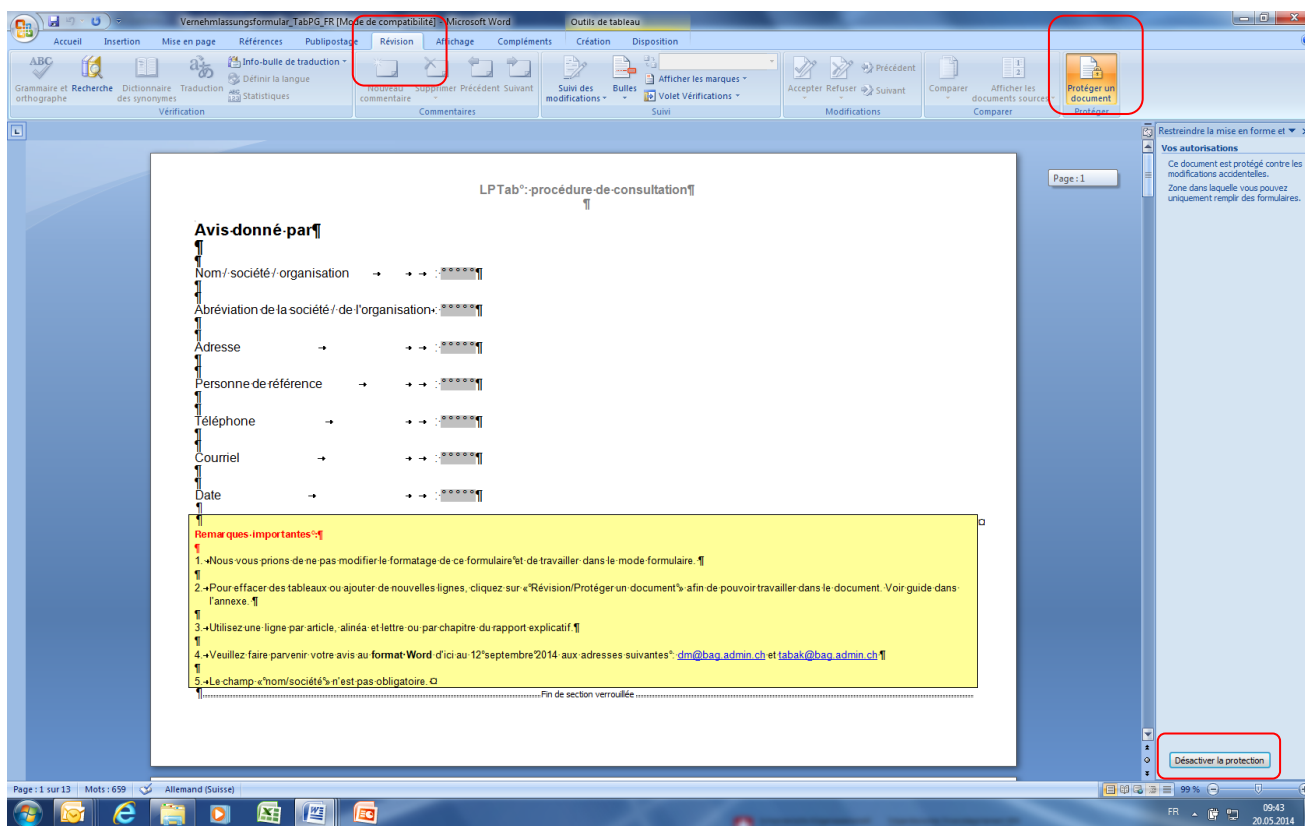 Vernehmlassungsformular_TabPG_FR [Mode de compatibilité] - Microsoft Word Outils de tableau
Accueil Insertion Mise en page Références Publipostage Révision Affichage Compléments Création Disposition
Grammaire et orthographe
Recherche
Dictionnaire des synonymes
Traduction
Info-bulle de traduction
Définir la langue
Statistiques
Vérification
Nouveau commentaire
Supprimer
Précédent
Suivant
Commentaires
Suivi des modifications
Bulles
Afficher les marques
Volet Vérifications
Suivi
Accepter
Refuser
Précédent
Suivant
Modifications
Comparer
Afficher les documents sources
Comparer
Protéger un document
Protéger
Restreindre la mise en forme et
Vos autorisations
Ce document est protégé contre les
modifications accidentelles.
Zone dans laquelle vous pouvez
uniquement remplir des formulaires.
Désactiver la protection
Page : 1
LPTab°: procédure de consultation¶
¶
Avis donné par¶
Nom / société / organisation : °°°°°¶
Abréviation de la société / de l'organisation : °°°°°¶
Adresse : °°°°°¶
Personne de référence : °°°°°¶
Téléphone : °°°°°¶
Courriel : °°°°°¶
Date : °°°°°¶
Remarques importantes°:¶
1. Nous vous prions de ne pas modifier le formatage de ce formulaire°et de travailler dans le mode formulaire. ¶
2. Pour effacer des tableaux ou ajouter de nouvelles lignes, cliquez sur «°Révision/Protéger un document°» afin de pouvoir travailler dans le document. Voir guide dans
l'annexe. ¶
3. Utilisez une ligne par article, alinéa et lettre ou par chapitre du rapport explicatif.¶
4. Veuillez faire parvenir votre avis au format Word d'ici au 12°septembre°2014 aux adresses suivantes°: dm@bag.admin.ch et tabak@bag.admin.ch ¶
5. Le champ «°nom/société°» n'est pas obligatoire.
Fin de section verrouillée
Page : 1 sur 13 Mots : 659 Allemand (Suisse) 99 %
FR 09:43
20.05.2014